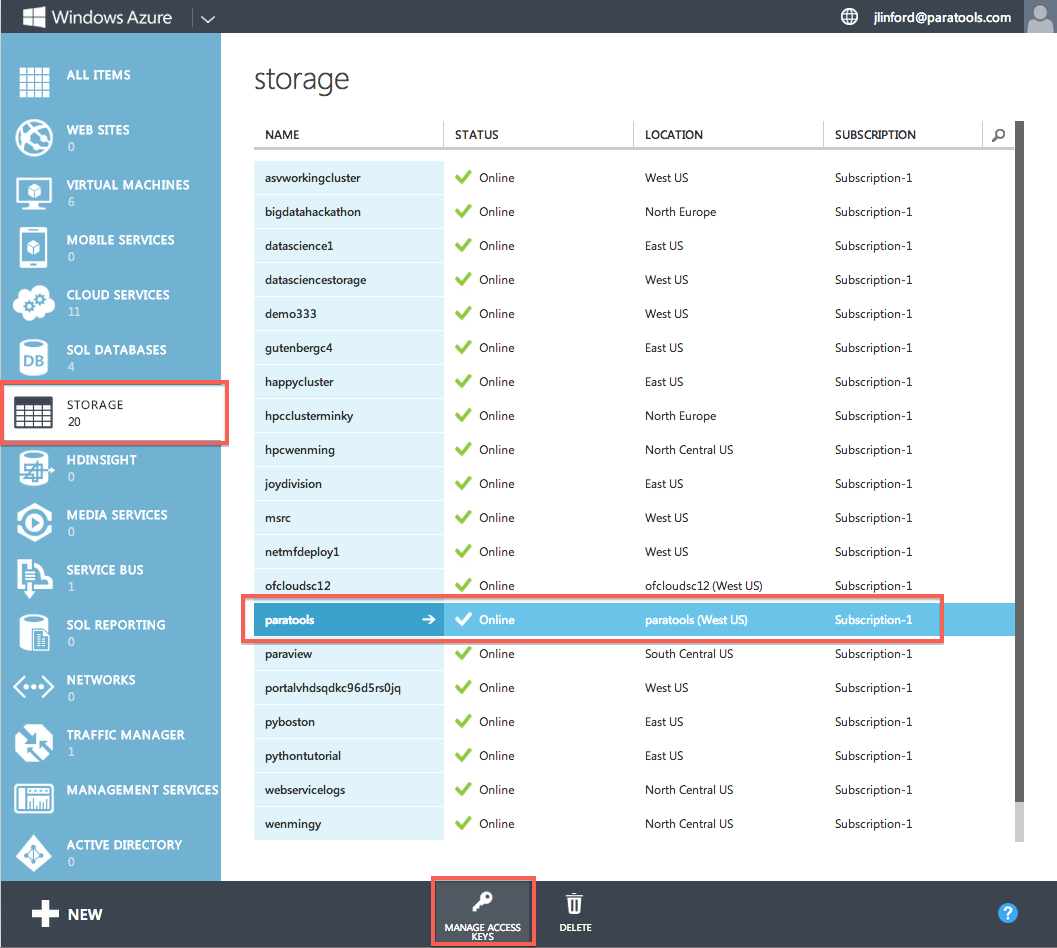 Windows Azure
jlinford@paratools.com
ALL ITEMS
WEB SITES
0
VIRTUAL MACHINES
6
MOBILE SERVICES
0
CLOUD SERVICES
11
SQL DATABASES
DB
4
STORAGE
20
HDINSIGHT
0
MEDIA SERVICES
0
SERVICE BUS
1
SQL REPORTING
0
NETWORKS
0
TRAFFIC MANAGER
1
MANAGEMENT SERVICES
ACTIVE DIRECTORY
0
storage
NAME STATUS LOCATION SUBSCRIPTION
asvworkingcluster Online West US Subscription-1
bigdatahackathon Online North Europe Subscription-1
datascience1 Online East US Subscription-1
datasciencestorage Online West US Subscription-1
demo333 Online West US Subscription-1
gutenbergc4 Online East US Subscription-1
happycluster Online East US Subscription-1
hpcclusterminky Online North Europe Subscription-1
hpcwenming Online North Central US Subscription-1
joydivision Online East US Subscription-1
msrc Online West US Subscription-1
netmfdeploy1 Online West US Subscription-1
ofcloudsc12 Online ofcloudsc12 (West US) Subscription-1
paratools Online paratools (West US) Subscription-1
paraview Online South Central US Subscription-1
portalvhdsqdkc96d5rs0jq Online West US Subscription-1
pyboston Online East US Subscription-1
pythontutorial Online East US Subscription-1
webservicelogs Online North Central US Subscription-1
wenmingy Online North Central US Subscription-1
NEW
MANAGE ACCESS
KEYS
DELETE
?